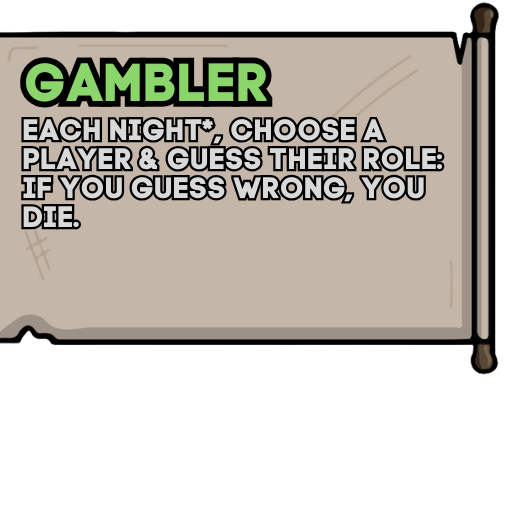 GAMBLER
EACH NIGHT*, CHOOSE A
PLAYER & GUESS THEIR ROLE:
IF YOU GUESS WRONG, YOU
DIE.